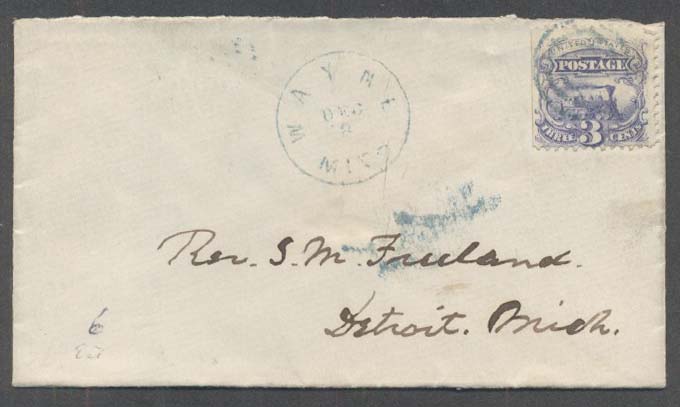 UNITED STATES
POSTAGE
THREE 3 CENTS
WAYNE
DEC
8
MICH
Rev. S. M. Freeland.
Detroit. Mich.
6